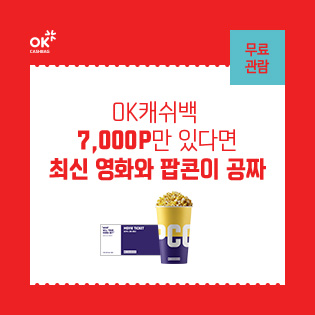 OK
CASHBAG
무료
관람
OK캐쉬백
7,000P만 있다면
최신 영화와 팝콘이 공짜
MOVIE TICKET
PCO